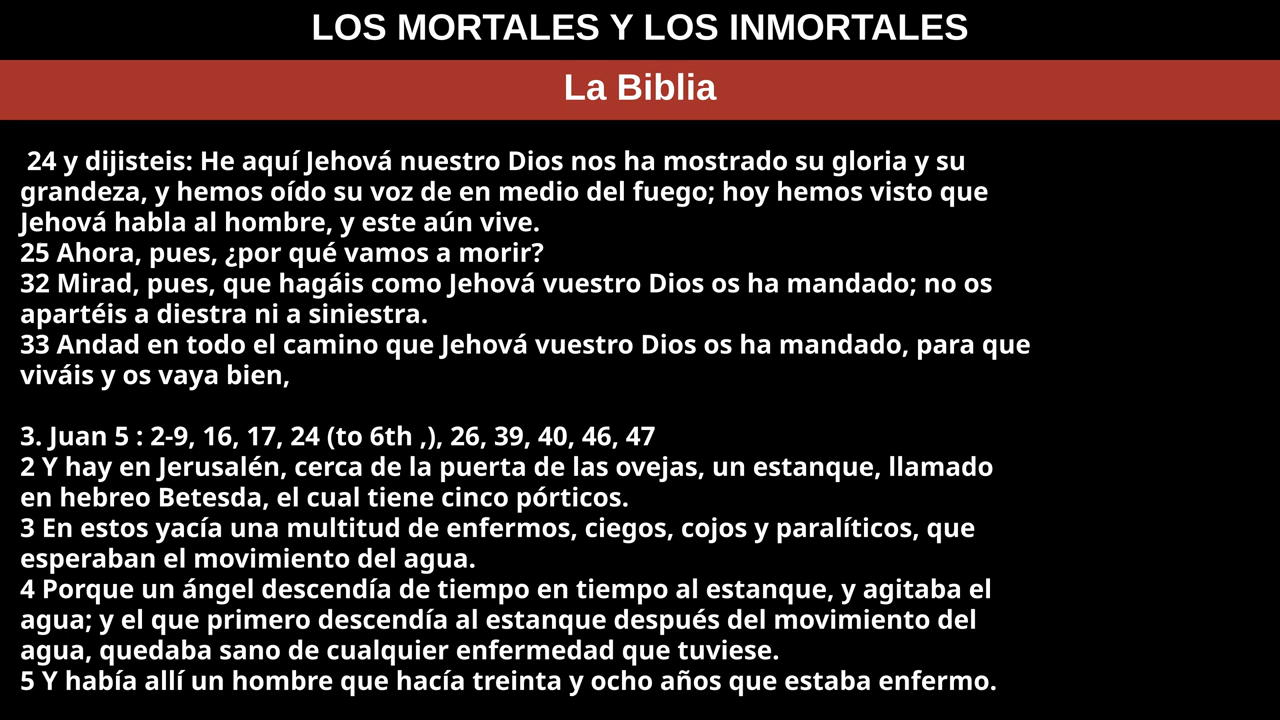 LOS MORTALES Y LOS INMORTALES
La Biblia
24 y dijisteis: He aquí Jehová nuestro Dios nos ha mostrado su gloria y su
grandeza, y hemos oído su voz de en medio del fuego; hoy hemos visto que
Jehová habla al hombre, y este aún vive.
25 Ahora, pues, ¿por qué vamos a morir?
32 Mirad, pues, que hagáis como Jehová vuestro Dios os ha mandado; no os
apartéis a diestra ni a siniestra.
33 Andad en todo el camino que Jehová vuestro Dios os ha mandado, para que
viváis y os vaya bien,
3. Juan 5 : 2-9, 16, 17, 24 (to 6th ,), 26, 39, 40, 46, 47
2 Y hay en Jerusalén, cerca de la puerta de las ovejas, un estanque, llamado
en hebreo Betesda, el cual tiene cinco pórticos.
3 En estos yacía una multitud de enfermos, ciegos, cojos y paralíticos, que
esperaban el movimiento del agua.
4 Porque un ángel descendía de tiempo en tiempo al estanque, y agitaba el
agua; y el que primero descendía al estanque después del movimiento del
agua, quedaba sano de cualquier enfermedad que tuviese.
5 Y había allí un hombre que hacía treinta y ocho años que estaba enfermo.